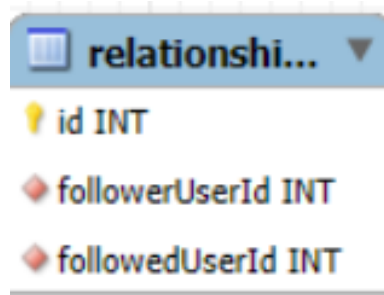 relationshi...
id INT
followerUserId INT
followedUserId INT